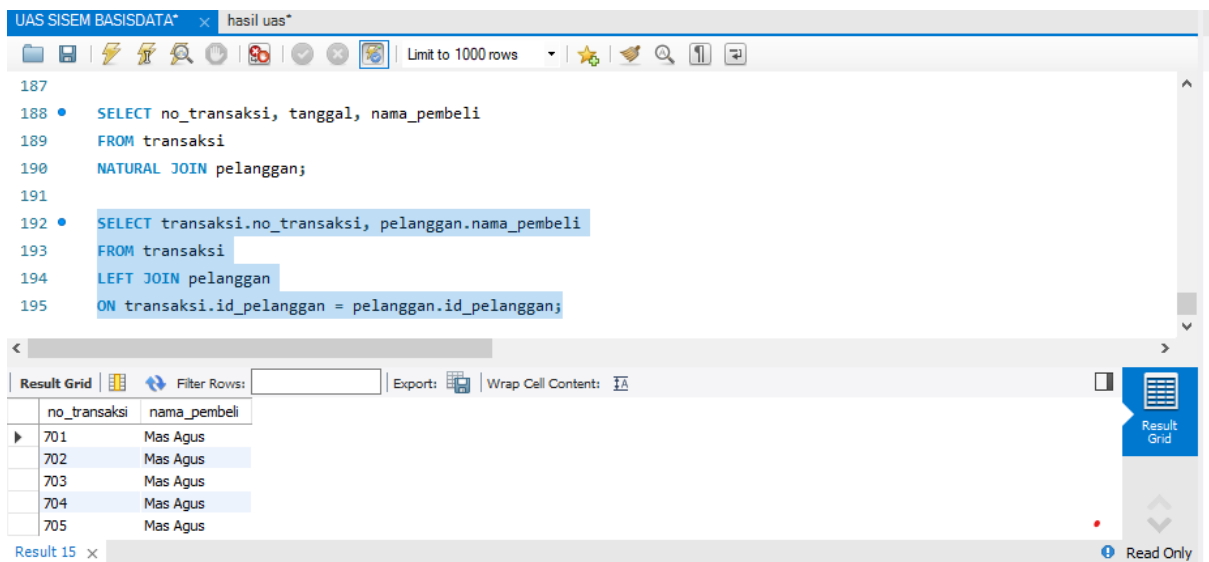 UAS SISEM BASISDATA* × hasil uas*
Limit to 1000 rows
187
188 SELECT no_transaksi, tanggal, nama_pembeli
189 FROM transaksi
190 NATURAL JOIN pelanggan;
191
192 SELECT transaksi.no_transaksi, pelanggan.nama_pembeli
193 FROM transaksi
194 LEFT JOIN pelanggan
195 ON transaksi.id_pelanggan = pelanggan.id_pelanggan;
Result Grid Filter Rows: Export: Wrap Cell Content: IA
no_transaksi nama_pembeli
701 Mas Agus
702 Mas Agus
703 Mas Agus
704 Mas Agus
705 Mas Agus
Result
Grid
Result 15 × Read Only